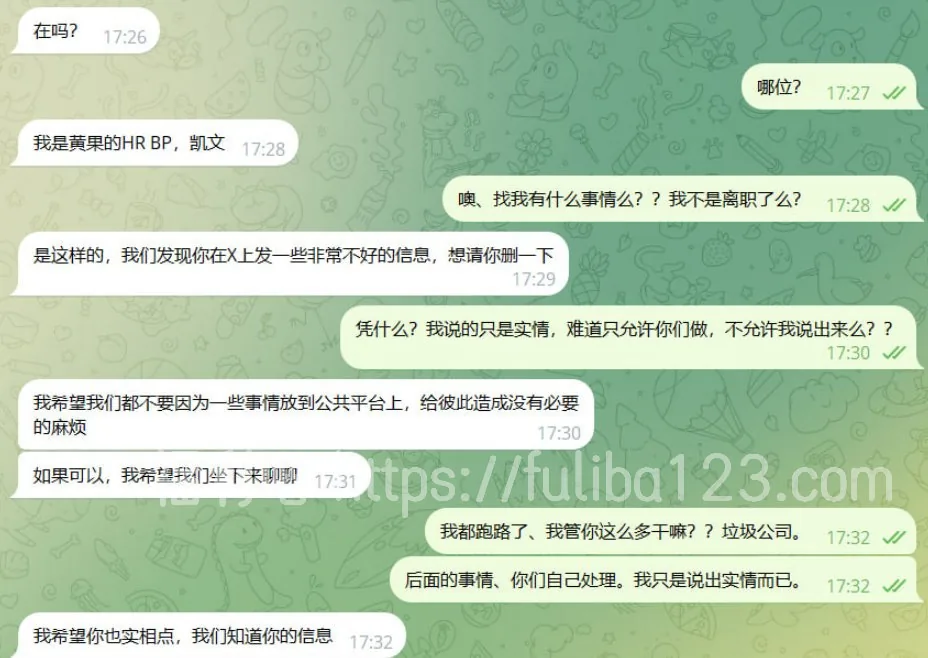 在吗? 17:26
哪位? 17:27
我是黄果的HR BP，凯文 17:28
噢、找我有什么事情么？？我不是离职了么? 17:28
是这样的，我们发现你在X上发一些非常不好的信息，想请你删一下
17:29
凭什么？我说的只是实情，难道只允许你们做，不允许我说出来么？？
17:30
我希望我们都不要因为一些事情放到公共平台上，给彼此造成没有必要
的麻烦 17:30
如果可以，我希望我们坐下来聊聊 17:31
https://fuliba123.com
我都跑路了、我管你这么多干嘛？？垃圾公司。 17:32
后面的事情、你们自己处理。我只是说出实情而已。 17:32
我希望你也实相点，我们知道你的信息 17:32